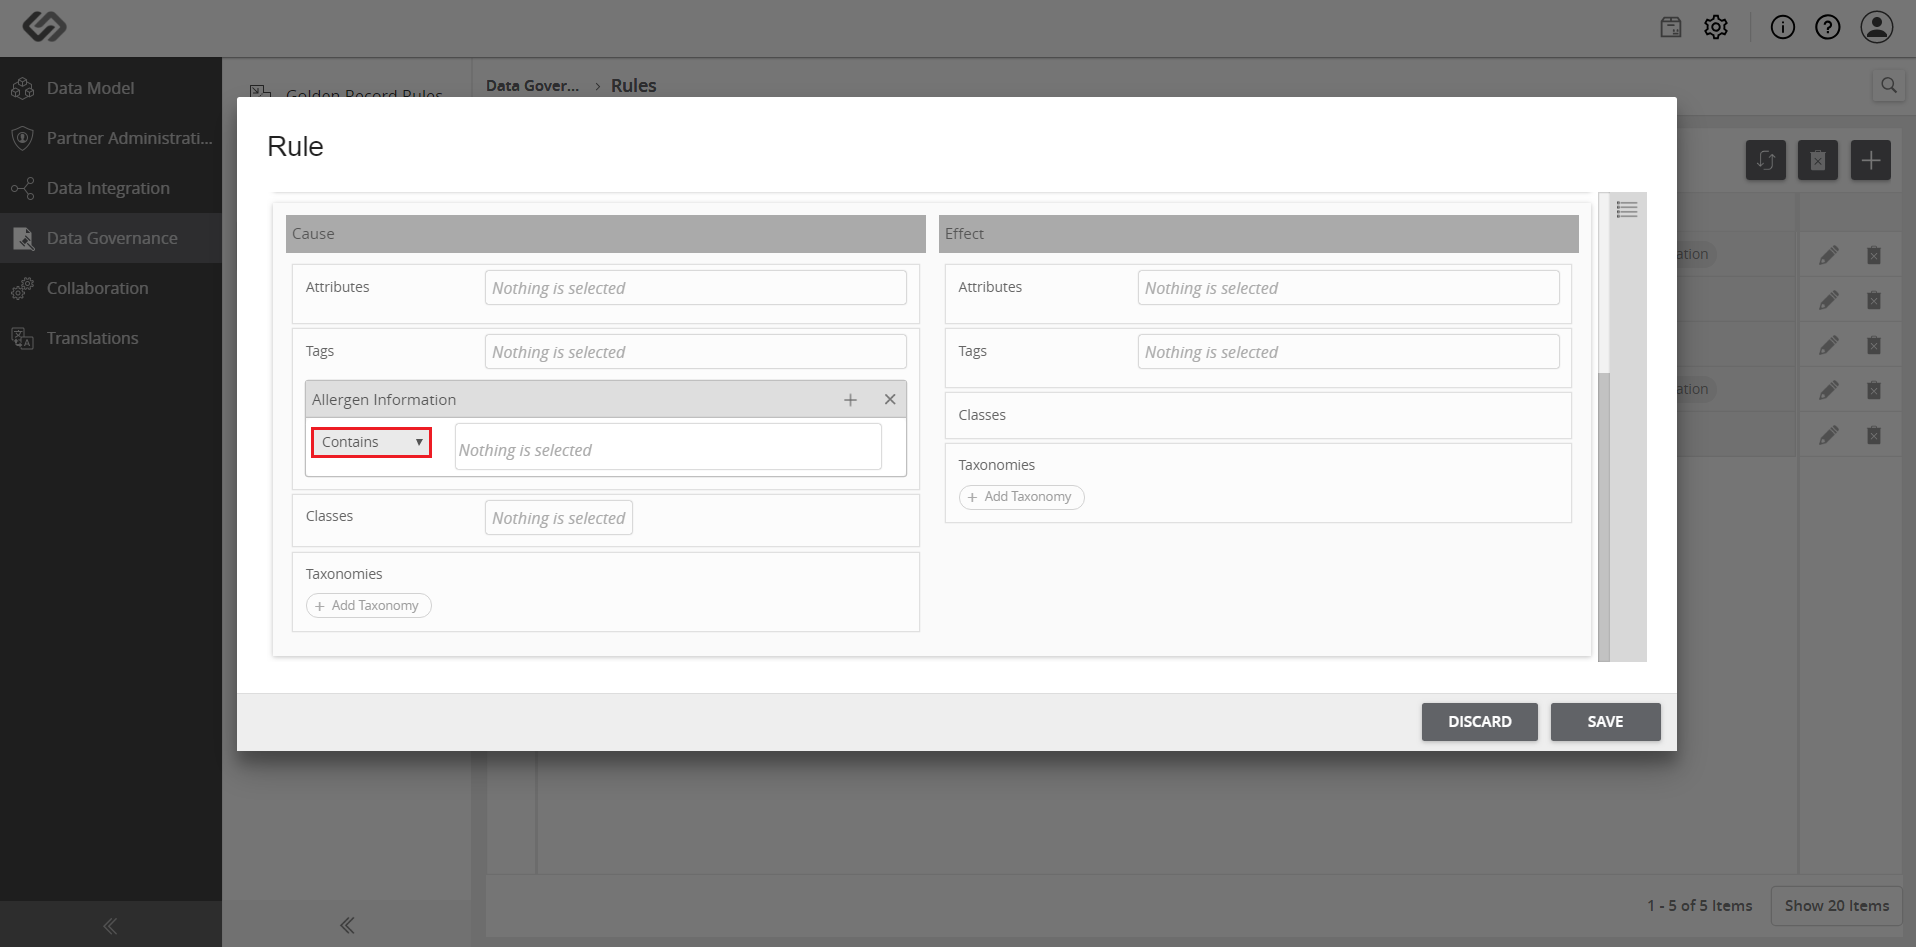 Data Model
Partner Administrati...
Data Integration
Data Governance
Collaboration
Translations
Golden Record Rules
Data Gover... › Rules
Rule
Cause
Attributes
Nothing is selected
Tags
Nothing is selected
Allergen Information
Contains
Nothing is selected
Classes
Nothing is selected
Taxonomies
+ Add Taxonomy
Effect
Attributes
Nothing is selected
Tags
Nothing is selected
Classes
Taxonomies
+ Add Taxonomy
ation
ation
DISCARD
SAVE
1 - 5 of 5 Items
Show 20 Items